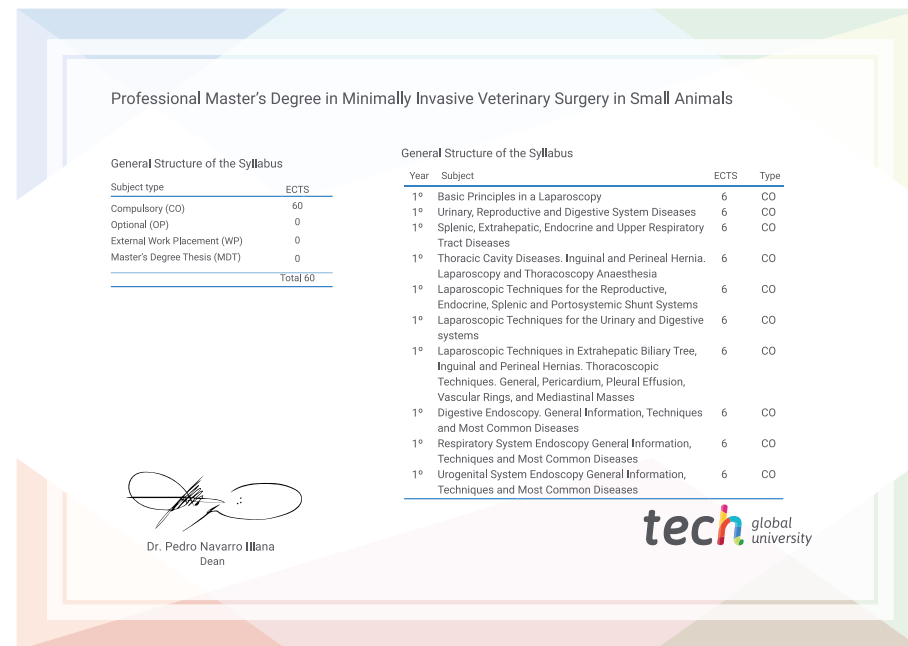 Professional Master's Degree in Minimally Invasive Veterinary Surgery in Small Animals
General Structure of the Syllabus
Subject type ECTS
Compulsory (CO) 60
Optional (OP) 0
External Work Placement (WP) 0
Master's Degree Thesis (MDT) 0
Total 60
General Structure of the Syllabus
Year Subject ECTS Type
1º Basic Principles in a Laparoscopy 6 CO
1º Urinary, Reproductive and Digestive System Diseases 6 CO
1º Splenic, Extrahepatic, Endocrine and Upper Respiratory 6 CO
Tract Diseases
1º Thoracic Cavity Diseases. Inguinal and Perineal Hernia. 6 CO
Laparoscopy and Thoracoscopy Anaesthesia
1º Laparoscopic Techniques for the Reproductive, 6 CO
Endocrine, Splenic and Portosystemic Shunt Systems
1º Laparoscopic Techniques for the Urinary and Digestive 6 CO
systems
1º Laparoscopic Techniques in Extrahepatic Biliary Tree, 6 CO
Inguinal and Perineal Hernias. Thoracoscopic
Techniques. General, Pericardium, Pleural Effusion,
Vascular Rings, and Mediastinal Masses
1º Digestive Endoscopy. General Information, Techniques 6 CO
and Most Common Diseases
1º Respiratory System Endoscopy General Information, 6 CO
Techniques and Most Common Diseases
1º Urogenital System Endoscopy General Information, 6 CO
Techniques and Most Common Diseases
Dr. Pedro Navarro Illana
Dean
tech global
university